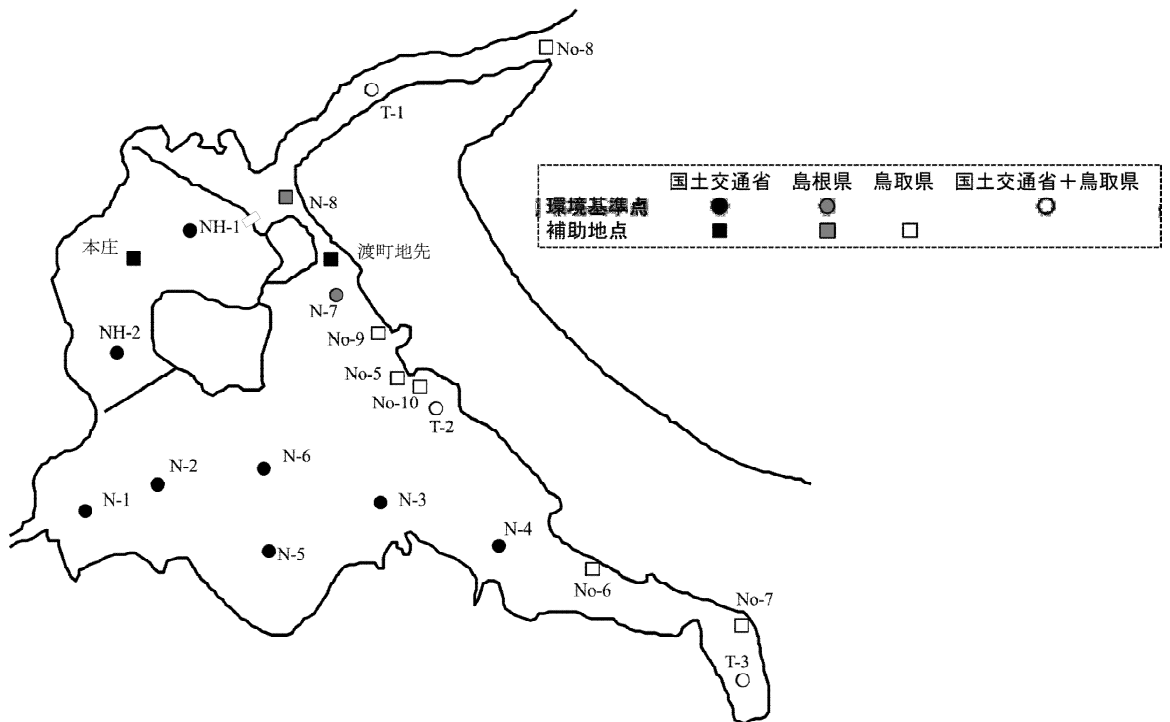 No-8
T-1
国土交通省 島根県 鳥取県 国土交通省+鳥取県
環境基準点
補助地点
N-8
NH-1
本庄
渡町地先
N-7
NH-2
No-9
No-5
No-10
T-2
N-6
N-2
N-1
N-3
N-4
N-5
No-6
No-7
T-3